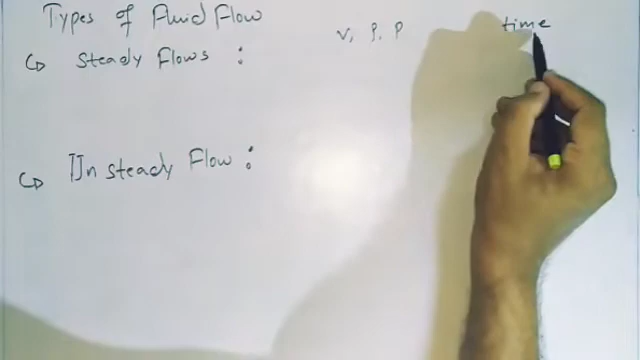 Types of Fluid Flow
v, ρ, P time
↳ Steady Flows :
↳ Unsteady Flow :